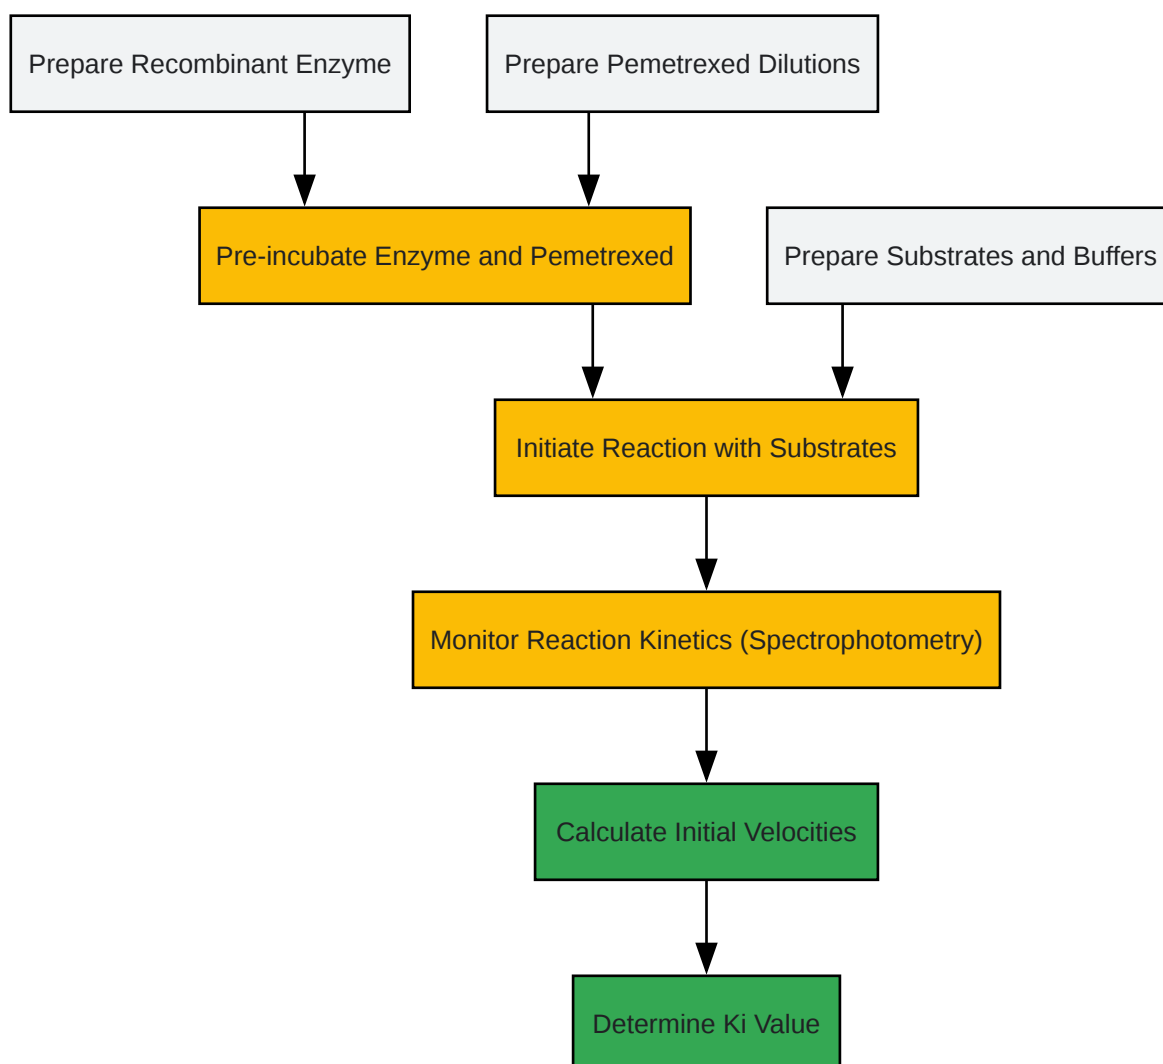 Prepare Recombinant Enzyme
Prepare Pemetrexed Dilutions
Pre-incubate Enzyme and Pemetrexed
Prepare Substrates and Buffers
Initiate Reaction with Substrates
Monitor Reaction Kinetics (Spectrophotometry)
Calculate Initial Velocities
Determine Ki Value